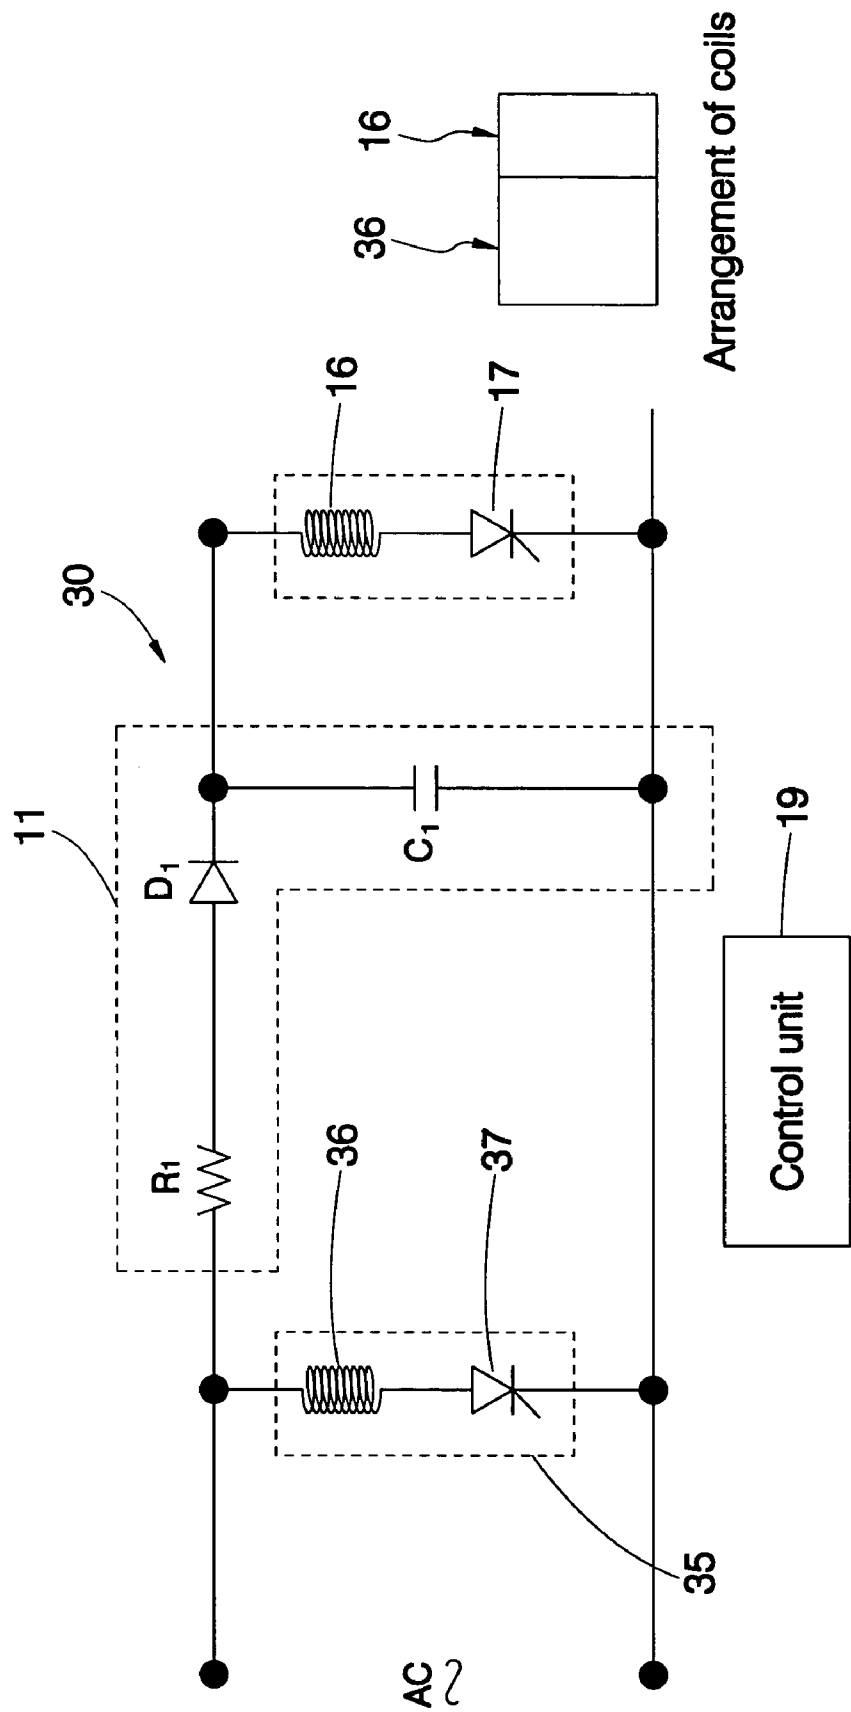 11
30
R₁
D₁
36
16
36
16
AC
C₁
37
17
35
Arrangement of coils
Control unit
19